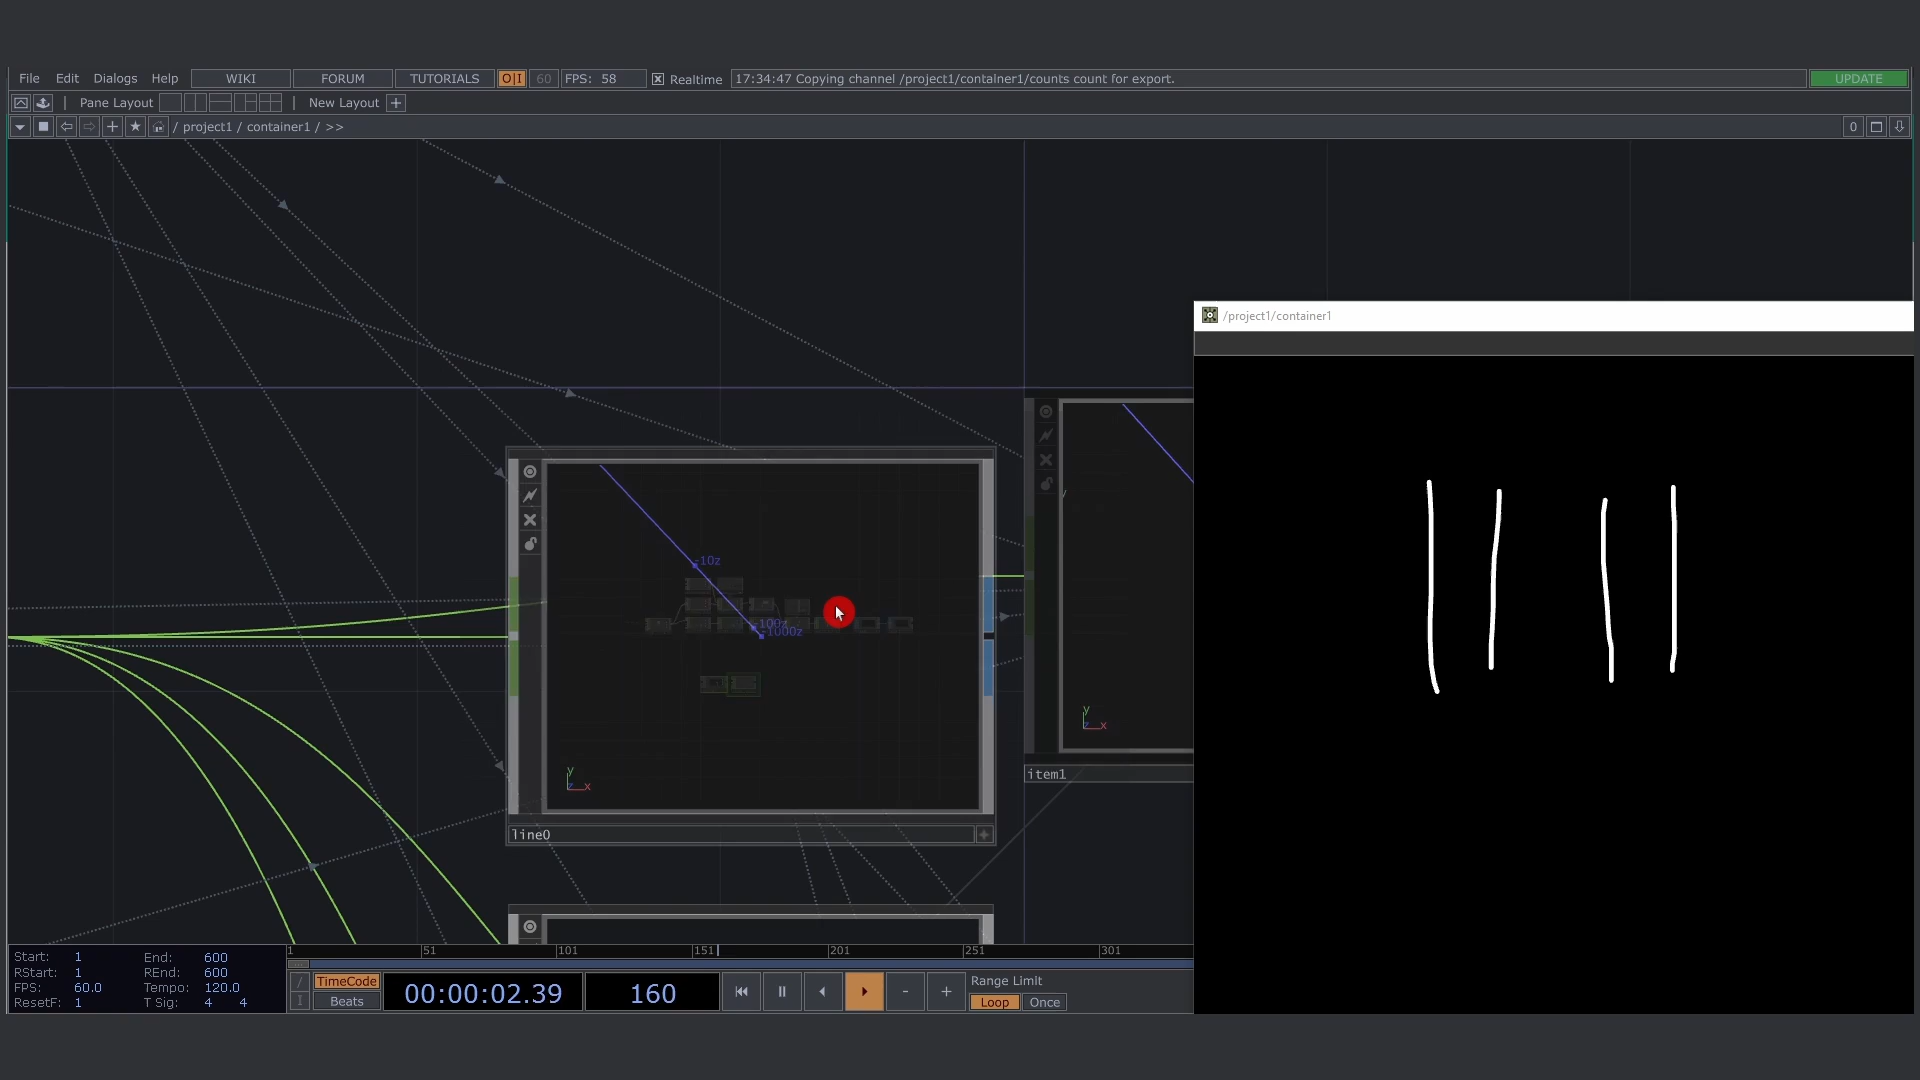 File Edit Dialogs Help WIKI FORUM TUTORIALS O|I 60 FPS: 58 Realtime 17:34:47 Copying channel /project1/container1/counts count for export. UPDATE
Pane Layout New Layout
/ project1 / container1 / >> 0
/project1/container1
-10z
-100z
-1000z
y
z x
y
z x
item1
line0
1 51 101 151 201 251 301
Start: 1 End: 600
RStart: 1 REnd: 600
FPS: 60.0 Tempo: 120.0
ResetF: 1 T Sig: 4 4
TimeCode
Beats
00:00:02.39 160
Range Limit
Loop Once